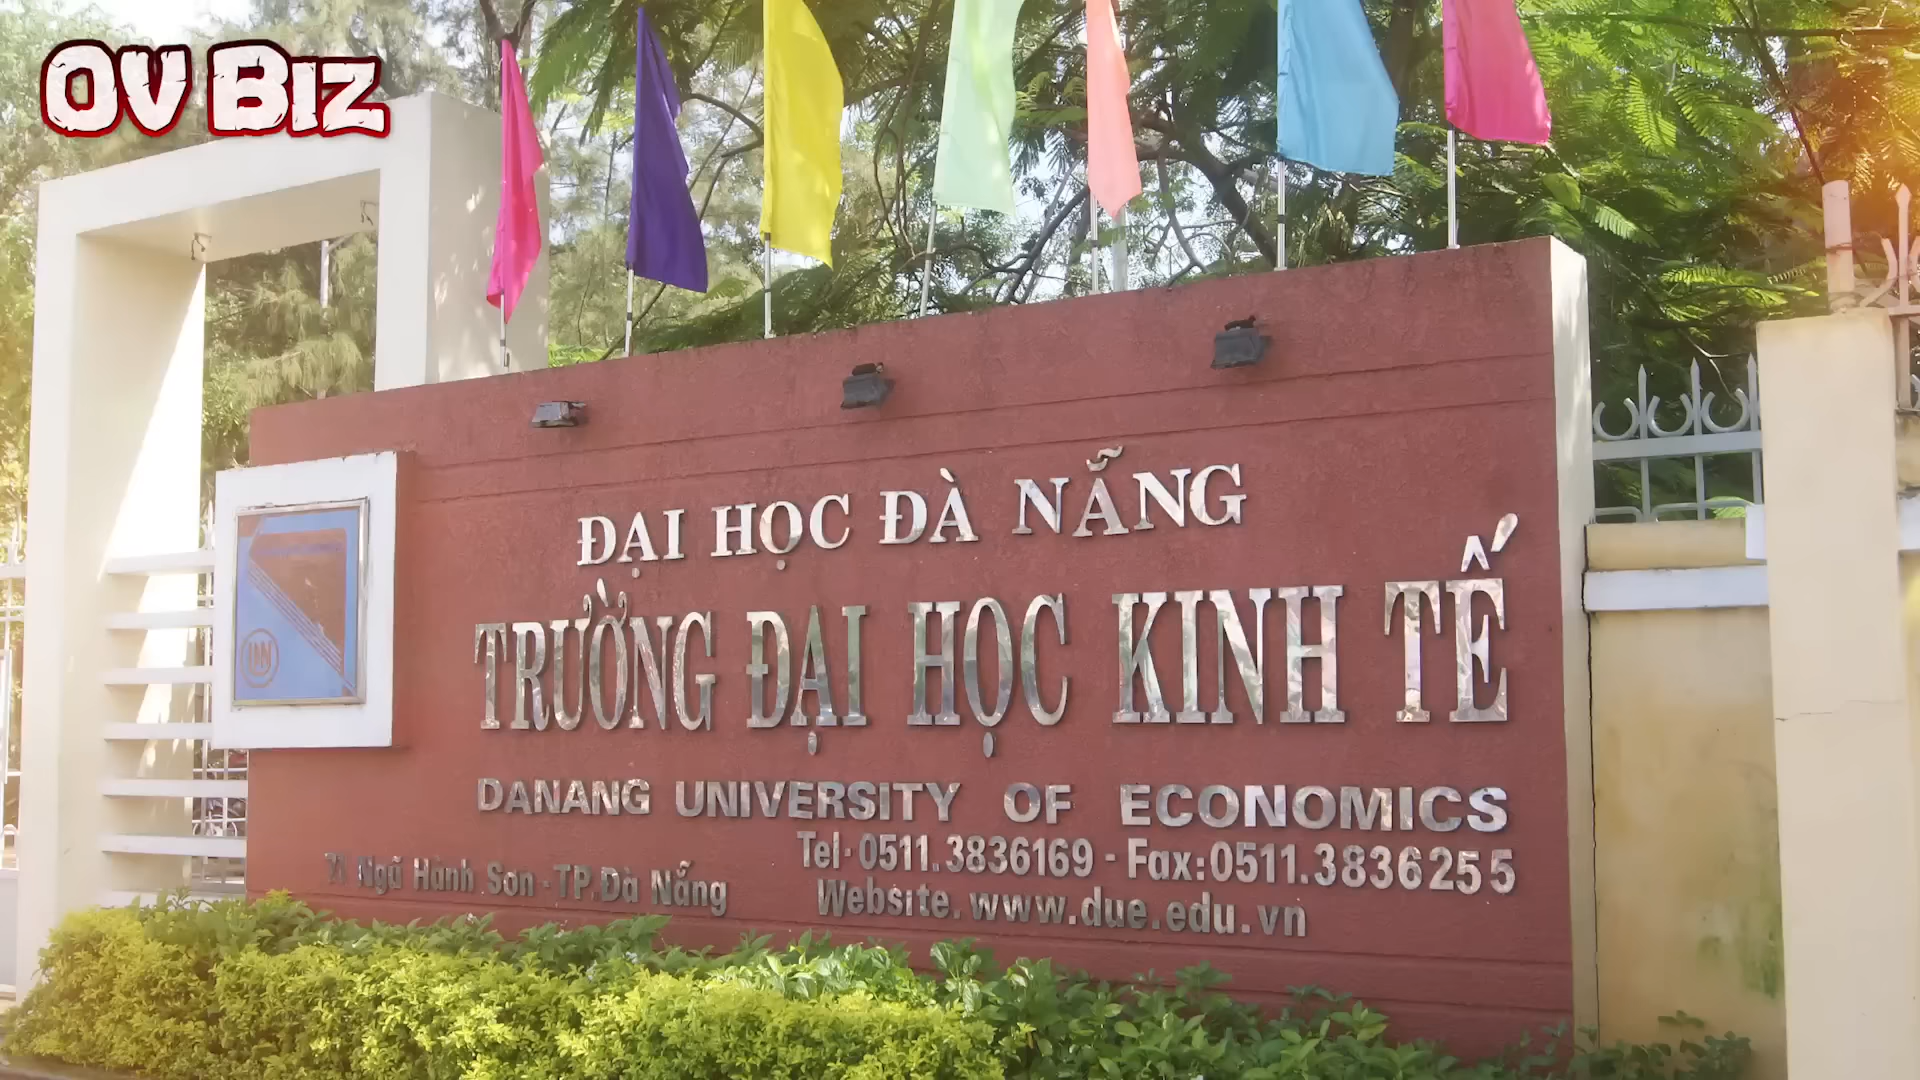 OV BIZ
ĐẠI HỌC ĐÀ NẴNG
TRƯỜNG ĐẠI HỌC KINH TẾ
DANANG UNIVERSITY OF ECONOMICS
Tel· 0511.3836169 - Fax:0511.3836255
71 Ngũ Hành Sơn - TP.Đà Nẵng
Website. www.due.edu.vn